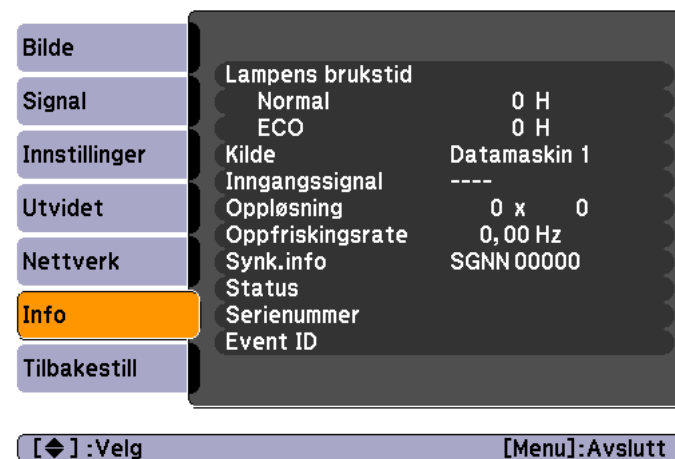 Bilde
Signal
Innstillinger
Utvidet
Nettverk
Info
Tilbakestill
Lampens brukstid
Normal 0 H
ECO 0 H
Kilde Datamaskin 1
Inngangssignal ----
Oppløsning 0 x 0
Oppfriskingsrate 0,00 Hz
Synk.info SGNN 00000
Status
Serienummer
Event ID
[◆] :Velg [Menu]:Avslutt